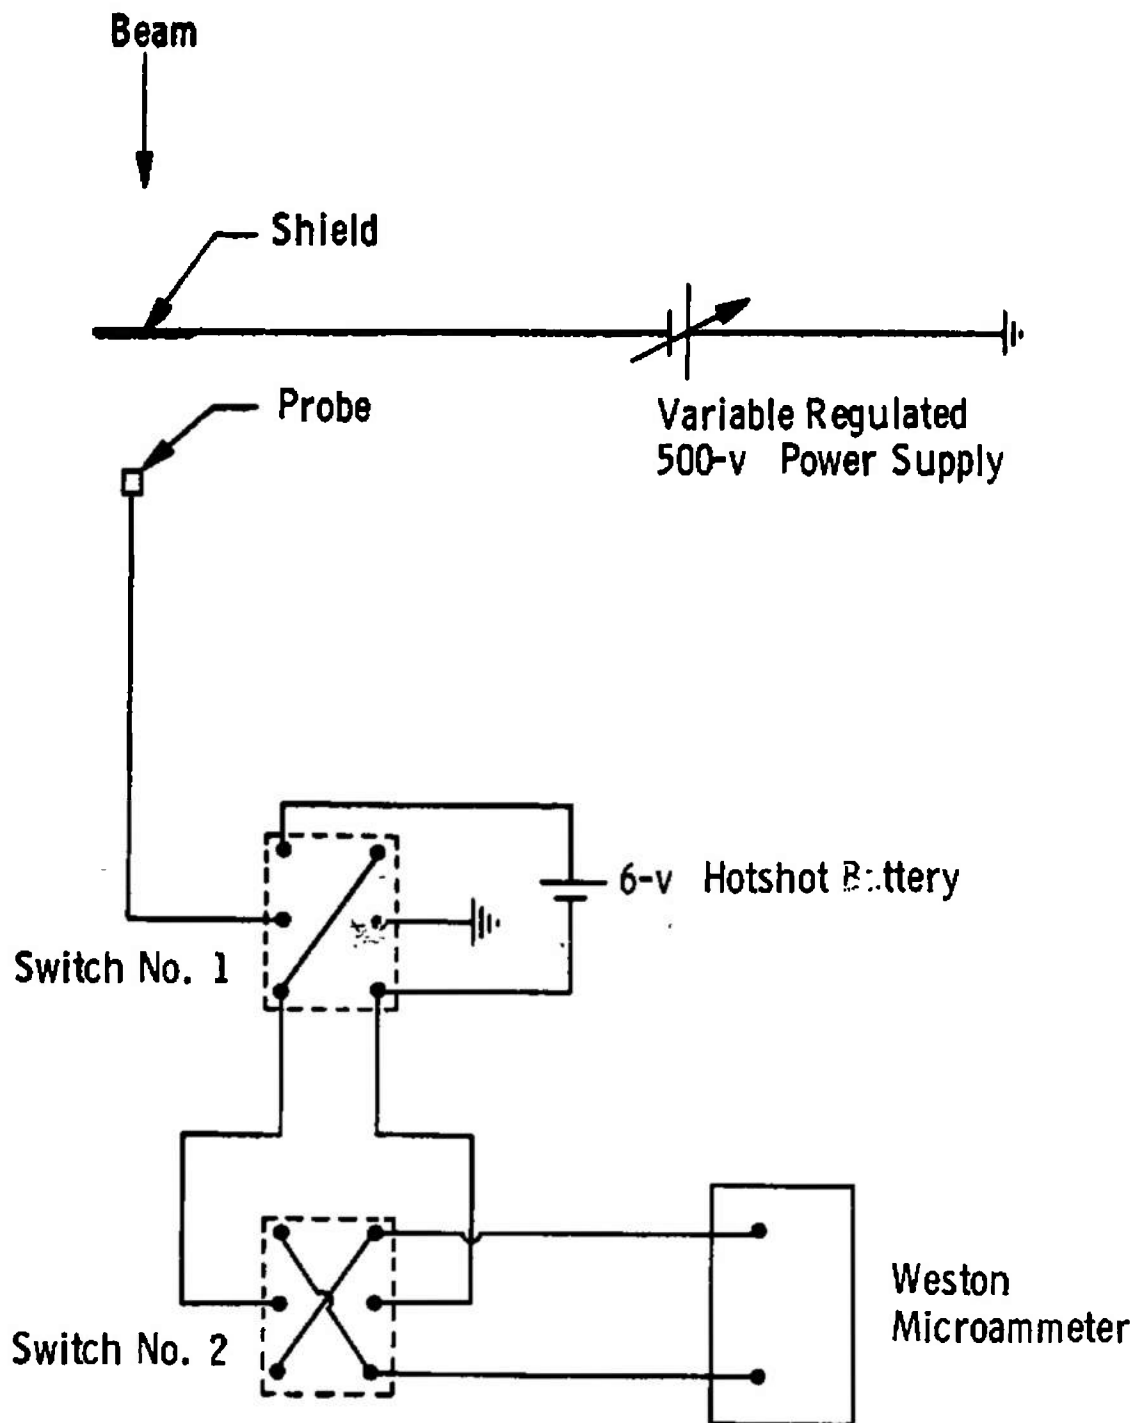 Beam
Shield
Probe
Variable Regulated
500-v Power Supply
6-v Hotshot
Switch No. 1
Switch No. 2
Weston
Microammeter